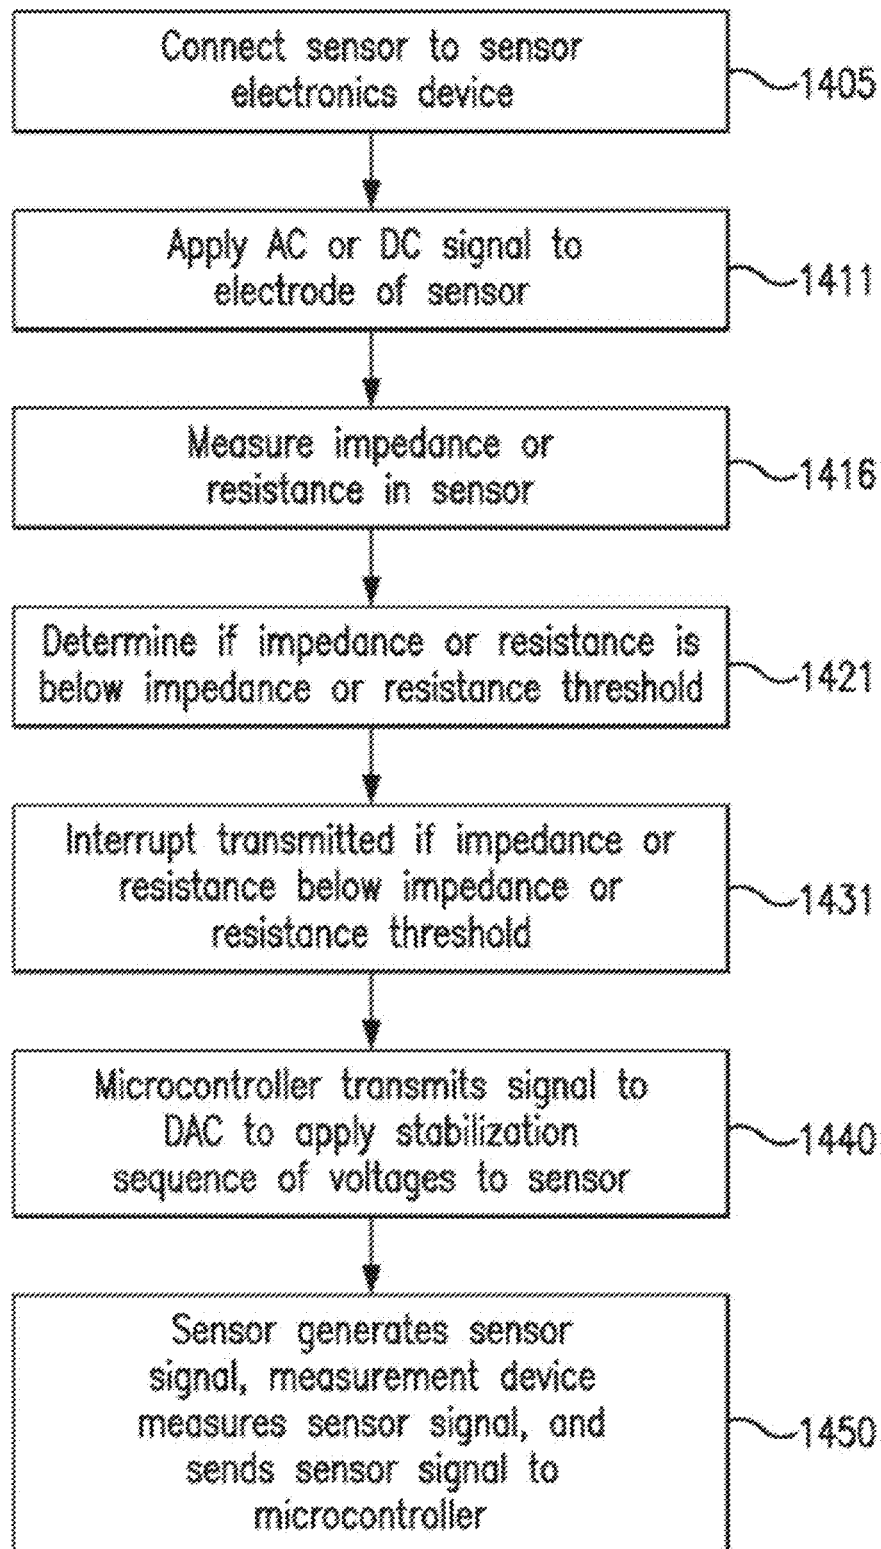 Connect sensor to sensor
electronics device
1405
Apply AC or DC signal to
electrode of sensor
1411
Measure impedance or
resistance in sensor
1416
Determine if impedance or resistance is
below impedance or resistance threshold
1421
Interrupt transmitted if impedance or
resistance below impedance or
resistance threshold
1431
Microcontroller transmits signal to
DAC to apply stabilization
sequence of voltages to sensor
1440
Sensor generates sensor
signal, measurement device
measures sensor signal, and
sends sensor signal to
microcontroller
1450